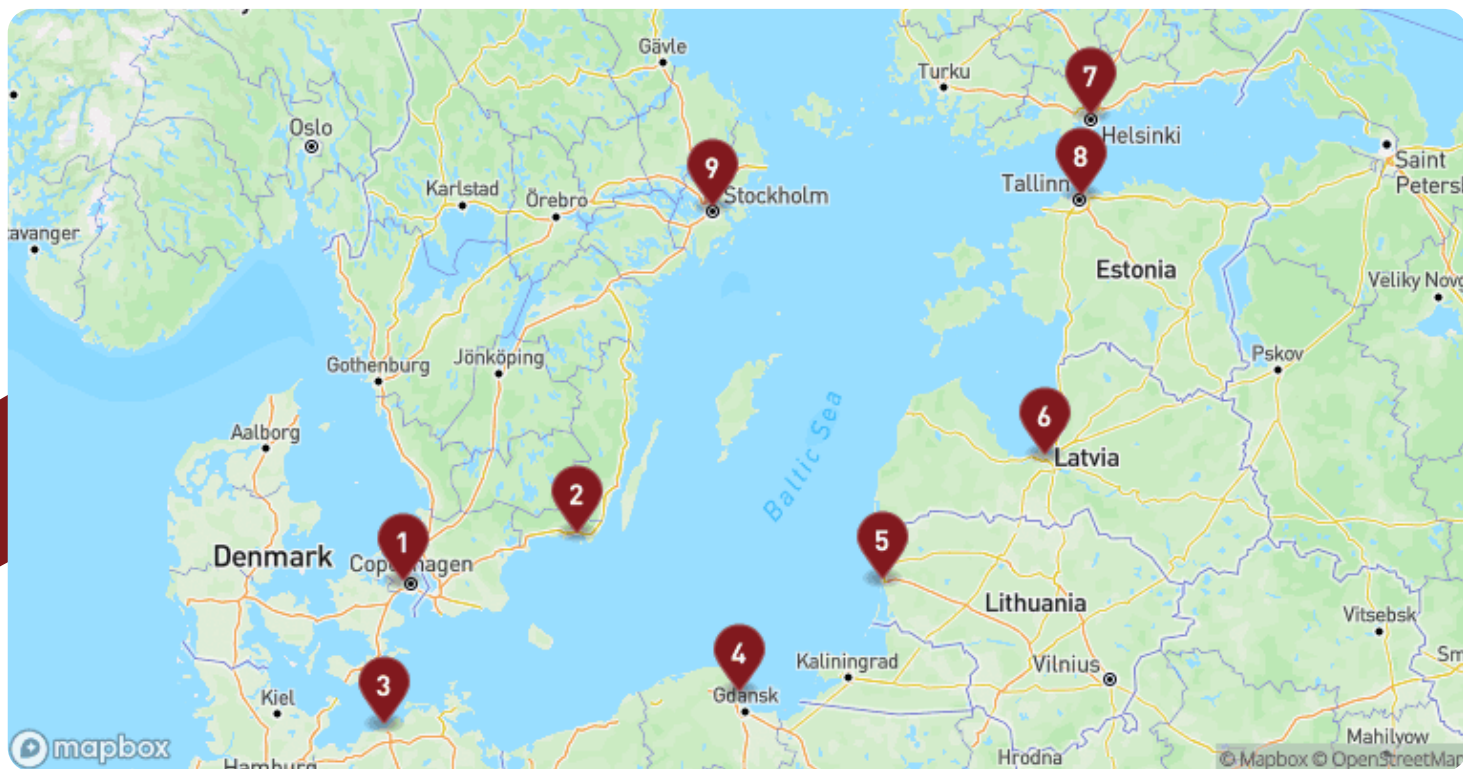 Gävle
Turku
7
Oslo
Helsinki
8
Saint
Petersb
9
Karlstad
Örebro
Stockholm
Tallinn
avanger
Estonia
Veliky Novg
Gothenburg
Jönköping
Pskov
Baltic Sea
6
Aalborg
Latvia
2
1
5
Denmark
Copenhagen
Lithuania
Vitsebsk
4
Kaliningrad
Vilnius
Sm
3
Kiel
Gdansk
Mahilyow
mapbox
Hrodna
Hamburg
© Mapbox © OpenStreetMap